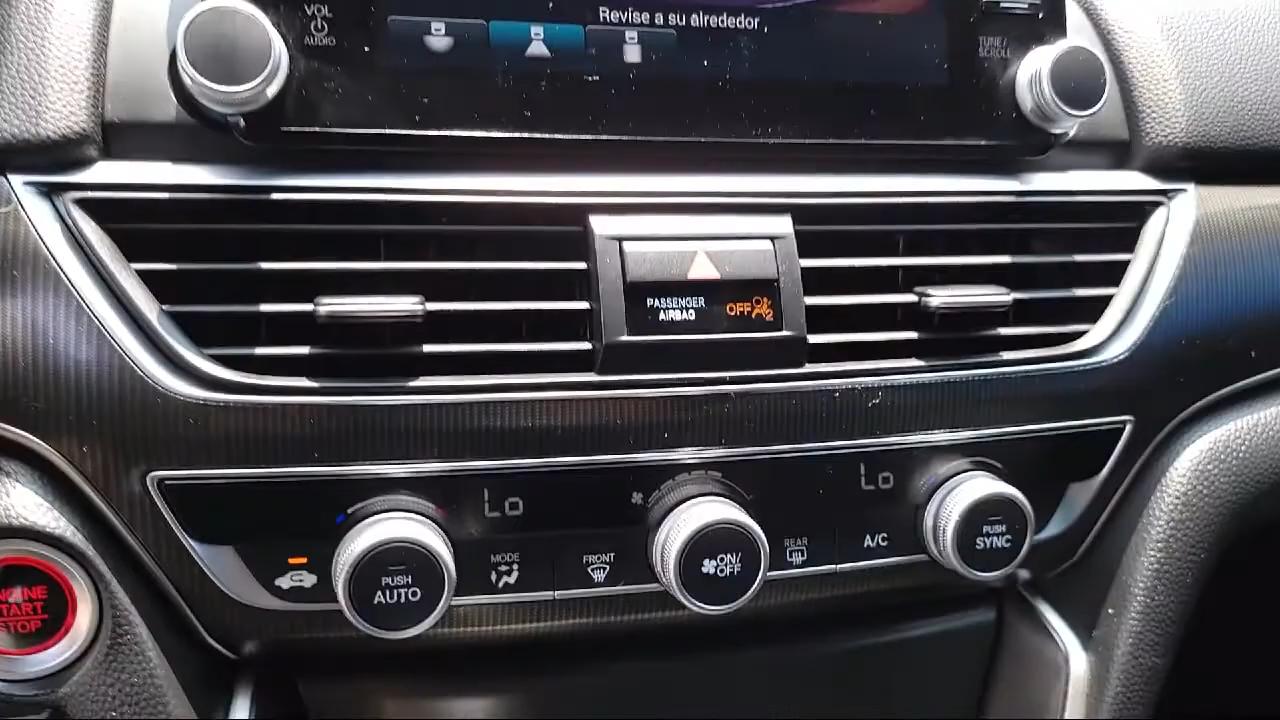 VOL
AUDIO
Revise a su alrededor
TUNE/
SCROLL
PASSENGER
AIRBAG
OFF
2
Lo
Lo
PUSH
AUTO
MODE
FRONT
ON/
OFF
REAR
A/C
PUSH
SYNC
ENGINE
START
STOP